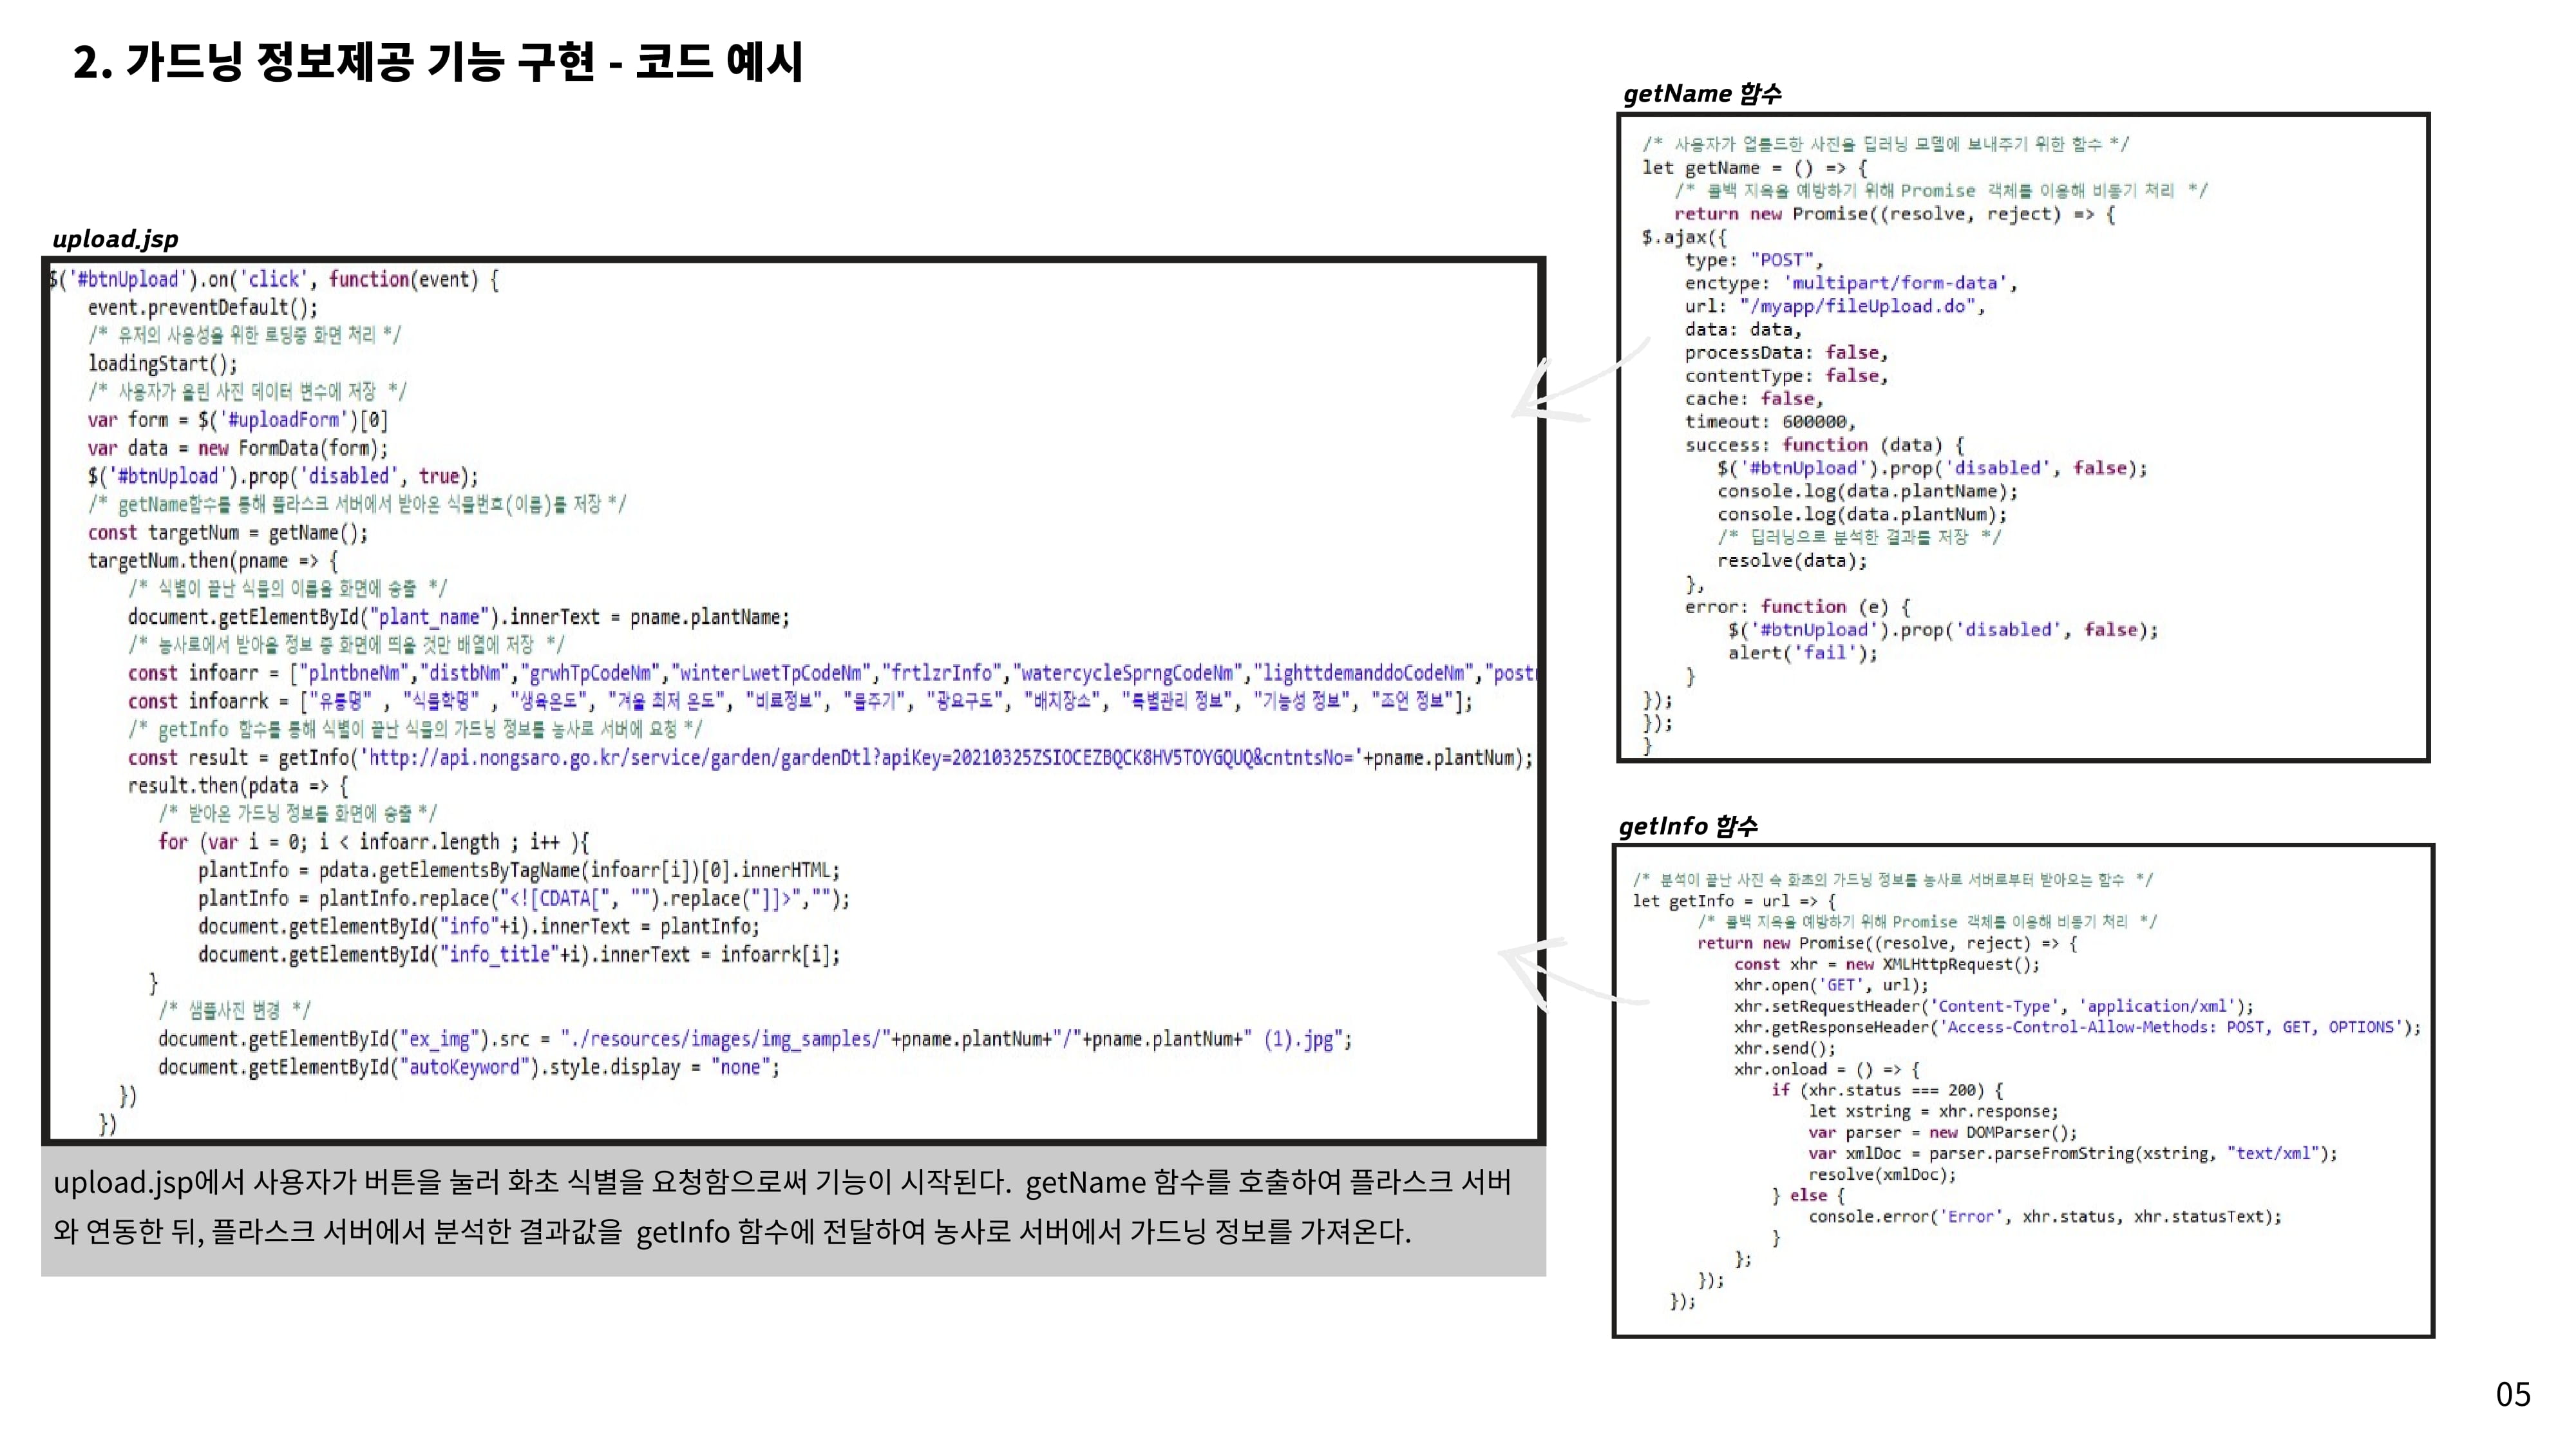 2. 가드닝 정보제공 기능 구현 - 코드 예시
upload.jsp
$('#btnUpload').on('click', function(event) {
event.preventDefault();
/* 유저의 사용성을 위한 로딩중 화면 처리 */
loadingStart();
/* 사용자가 올린 사진 데이터 변수에 저장 */
var form = $('#uploadForm')[0]
var data = new FormData(form);
$('#btnUpload').prop('disabled', true);
/* getName함수를 통해 플라스크 서버에서 받아온 식물번호(이름)를 저장 */
const targetNum = getName();
targetNum.then(pname => {
/* 식별이 끝난 식물의 이름을 화면에 송출 */
document.getElementById("plant_name").innerText = pname.plantName;
/* 농사로에서 받아올 정보 중 화면에 띄울 것만 배열에 저장 */
const infoarr = ["plntbneNm","distbNm","grwhTpCodeNm","winterLwetTpCodeNm","frtlzrInfo","watercycleSprngCodeNm","lighttdemanddoCodeNm","post
const infoarrk = ["유통명" , "식물학명" , "생육온도", "겨울 최저 온도", "비료정보", "물주기", "광요구도", "배치장소", "특별관리 정보", "기능성 정보", "조언 정보"];
/* getInfo 함수를 통해 식별이 끝난 식물의 가드닝 정보를 농사로 서버에 요청 */
const result = getInfo('http://api.nongsaro.go.kr/service/garden/gardenDtl?apiKey=20210325ZSIOCEZBQCK8HV5TOYGQUQ&cntntsNo='+pname.plantNum);
result.then(pdata => {
/* 받아온 가드닝 정보를 화면에 송출 */
for (var i = 0; i < infoarr.length ; i++ ){
plantInfo = pdata.getElementsByTagName(infoarr[i])[0].innerHTML;
plantInfo = plantInfo.replace("<![CDATA[", "").replace("]]>","");
document.getElementById("info"+i).innerText = plantInfo;
document.getElementById("info_title"+i).innerText = infoarrk[i];
}
/* 샘플사진 변경 */
document.getElementById("ex_img").src = "./resources/images/img_samples/"+pname.plantNum+"/"+pname.plantNum+" (1).jpg";
document.getElementById("autoKeyword").style.display = "none";
})
})
upload.jsp에서 사용자가 버튼을 눌러 화초 식별을 요청함으로써 기능이 시작된다. getName 함수를 호출하여 플라스크 서버
와 연동한 뒤, 플라스크 서버에서 분석한 결과값을 getInfo 함수에 전달하여 농사로 서버에서 가드닝 정보를 가져온다.
getName 함수
/* 사용자가 업를드한 사진을 딥러닝 모델에 보내주기 위한 함수 */
let getName = () => {
/* 콜백 지옥을 예방하기 위해 Promise 객체를 이용해 비동기 처리 */
return new Promise((resolve, reject) => {
$.ajax({
type: "POST",
enctype: 'multipart/form-data',
url: "/myapp/fileUpload.do",
data: data,
processData: false,
contentType: false,
cache: false,
timeout: 600000,
success: function (data) {
$('#btnUpload').prop('disabled', false);
console.log(data.plantName);
console.log(data.plantNum);
/* 딥러닝으로 분석한 결과를 저장 */
resolve(data);
},
error: function (e) {
$('#btnUpload').prop('disabled', false);
alert('fail');
}
});
});
}
getInfo 함수
/* 분석이 끝난 사진 속 화초의 가드닝 정보를 농사로 서버로부터 받아오는 함수 */
let getInfo = url => {
/* 콜백 지옥을 예방하기 위해 Promise 객체를 이용해 비동기 처리 */
return new Promise((resolve, reject) => {
const xhr = new XMLHttpRequest();
xhr.open('GET', url);
xhr.setRequestHeader('Content-Type', 'application/xml');
xhr.getResponseHeader('Access-Control-Allow-Methods: POST, GET, OPTIONS');
xhr.send();
xhr.onload = () => {
if (xhr.status === 200) {
let xstring = xhr.response;
var parser = new DOMParser();
var xmlDoc = parser.parseFromString(xstring, "text/xml");
resolve(xmlDoc);
} else {
console.error('Error', xhr.status, xhr.statusText);
}
};
});
});
05